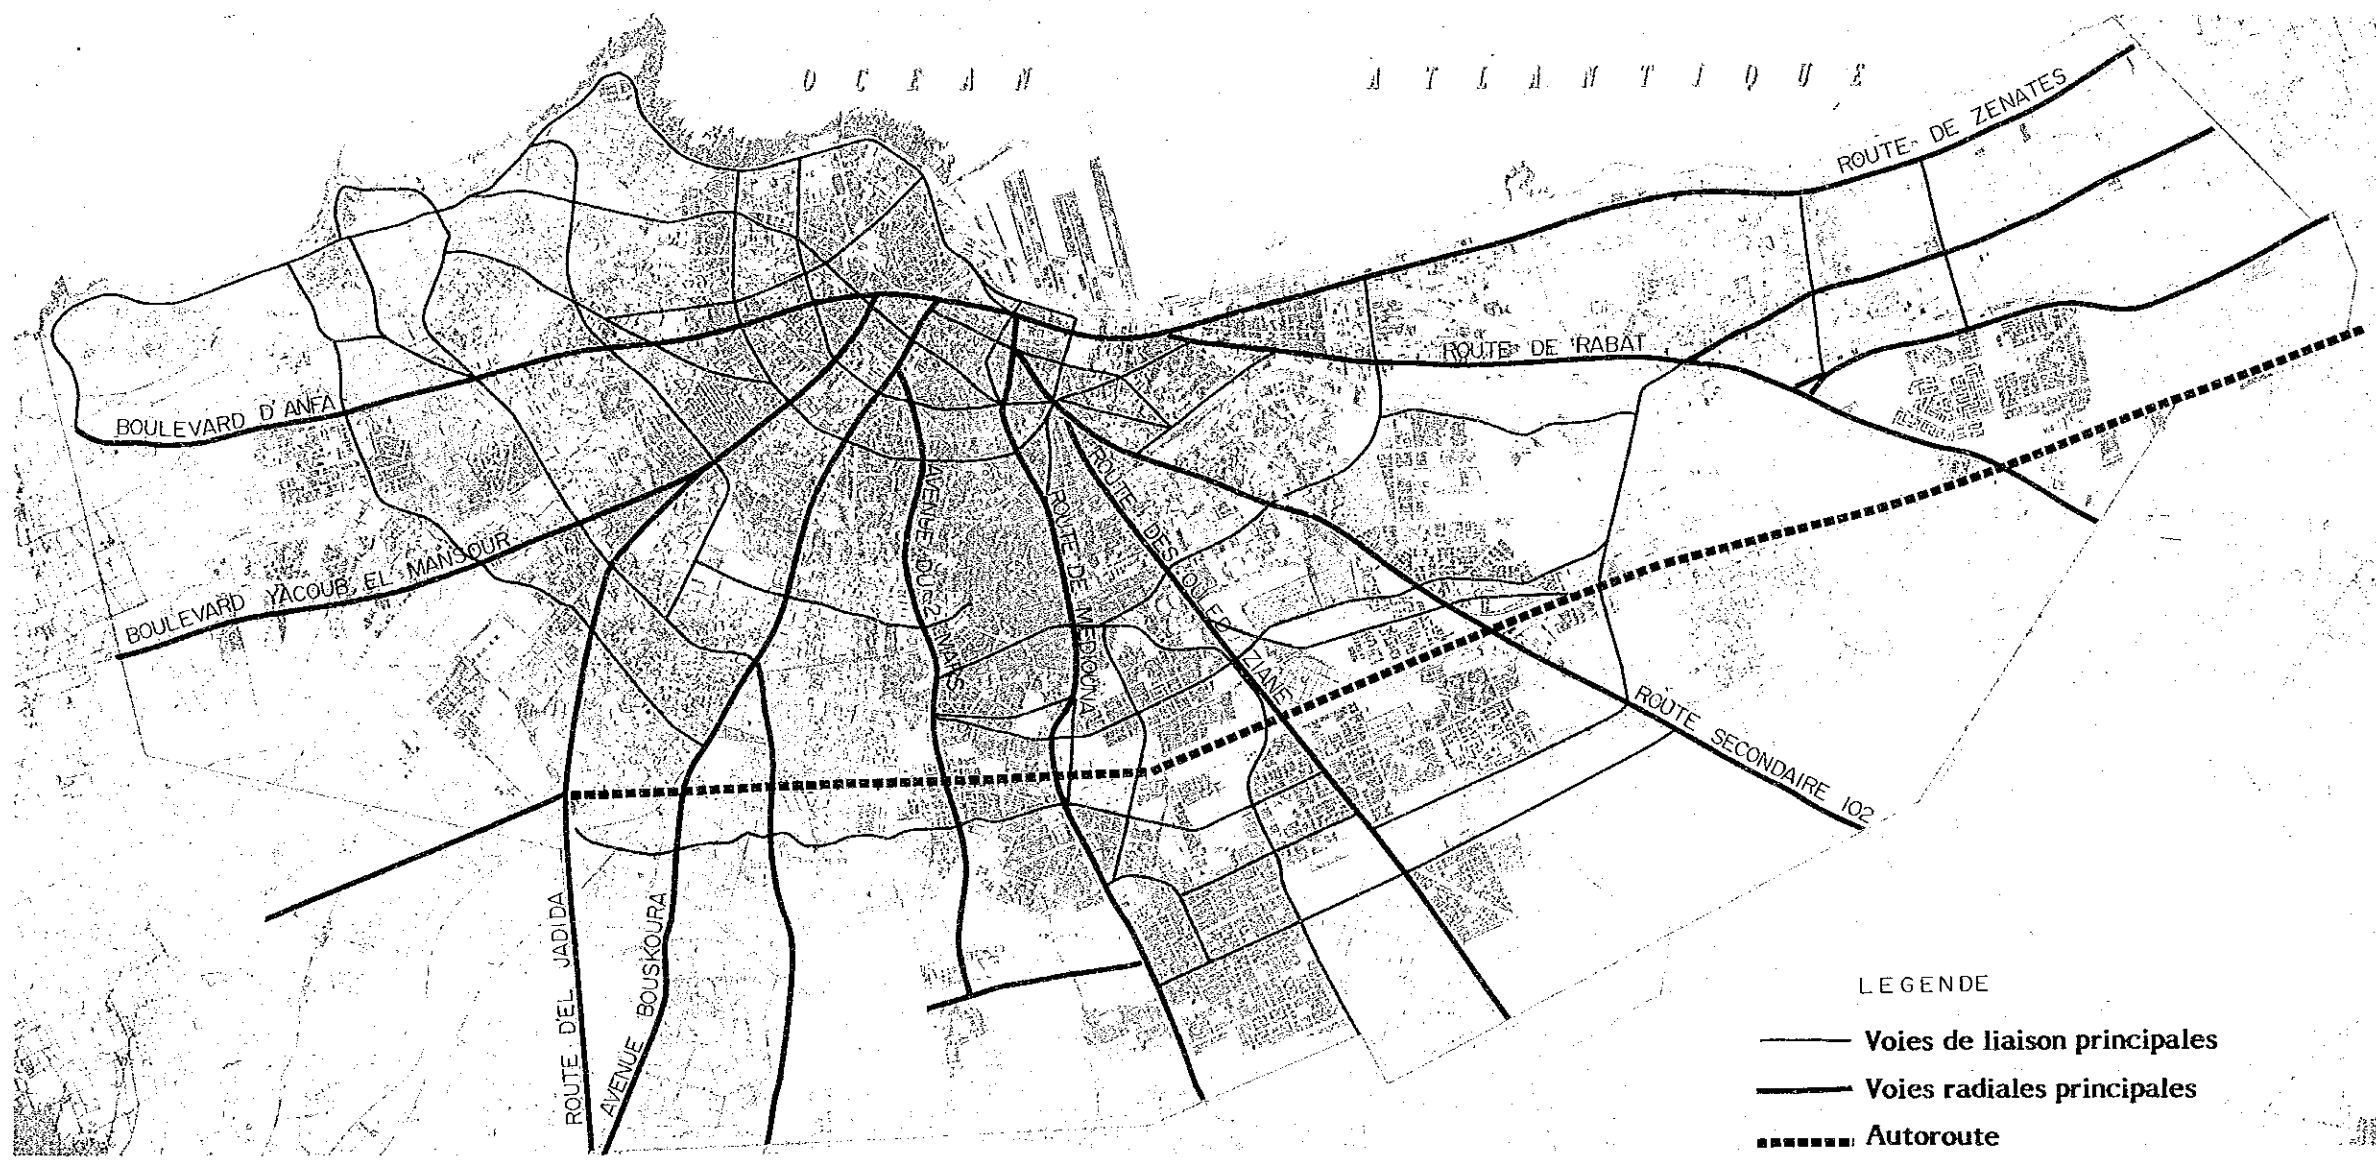 OCEAN ATLANTIQUE
ROUTE DE ZENATES
ROUTE DE RABAT
BOULEVARD D'ANFA
BOULEVARD YACOUB EL MANSOUR
AVENUE DU 2 MARS
ROUTE DE MEDIOUNA
ROUTE DES OULED ZIANE
ROUTE SECONDAIRE 102
ROUTE D'EL JADIDA
AVENUE BOUSKOURA
LEGENDE
Voies de liaison principales
Voies radiales principales
Autoroute